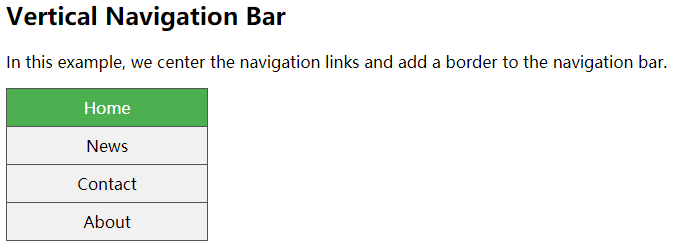 Vertical Navigation Bar
In this example, we center the navigation links and add a border to the navigation bar.
Home
News
Contact
About